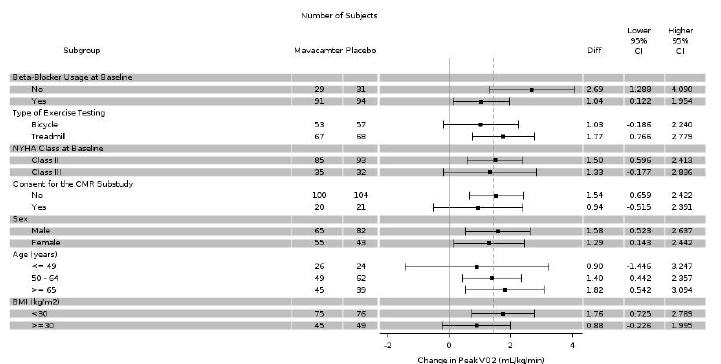 Number of Subjects
Lower Higher
95% 95%
Subgroup Mavacamten Placebo Diff CI CI
Beta-Blocker Usage at Baseline
No 29 31 2.69 1.288 4.090
Yes 91 94 1.04 0.122 1.954
Type of Exercise Testing
Bicycle 53 57 1.03 -0.186 2.240
Treadmill 67 68 1.77 0.766 2.779
NYHA Class at Baseline
Class II 85 93 1.50 0.596 2.413
Class III 35 32 1.33 -0.177 2.836
Consent for the CMR Substudy
No 100 104 1.54 0.659 2.422
Yes 20 21 0.94 -0.515 2.391
Sex
Male 65 82 1.58 0.523 2.637
Female 55 43 1.29 0.143 2.442
Age (years)
<= 49 26 24 0.90 -1.446 3.247
50 - 64 49 62 1.40 0.442 2.357
>= 65 45 39 1.82 0.542 3.094
BMI (kg/m2)
<30 75 76 1.76 0.725 2.789
>=30 45 49 0.88 -0.226 1.995
-2 0 2 4
Change in Peak VO2 (mL/kg/min)